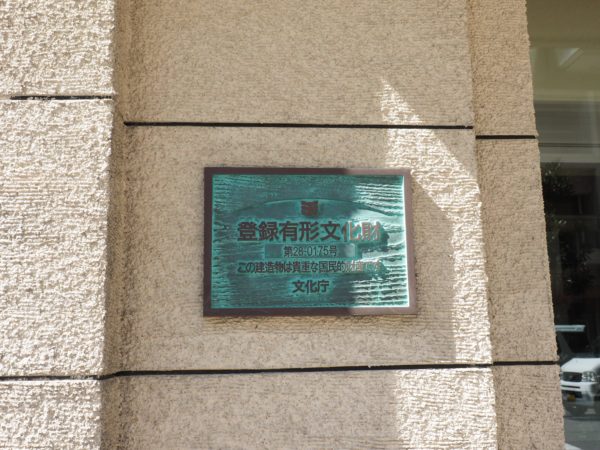 登録有形文化財
第28-0175号
この建造物は貴重な国民的財産です
文化庁